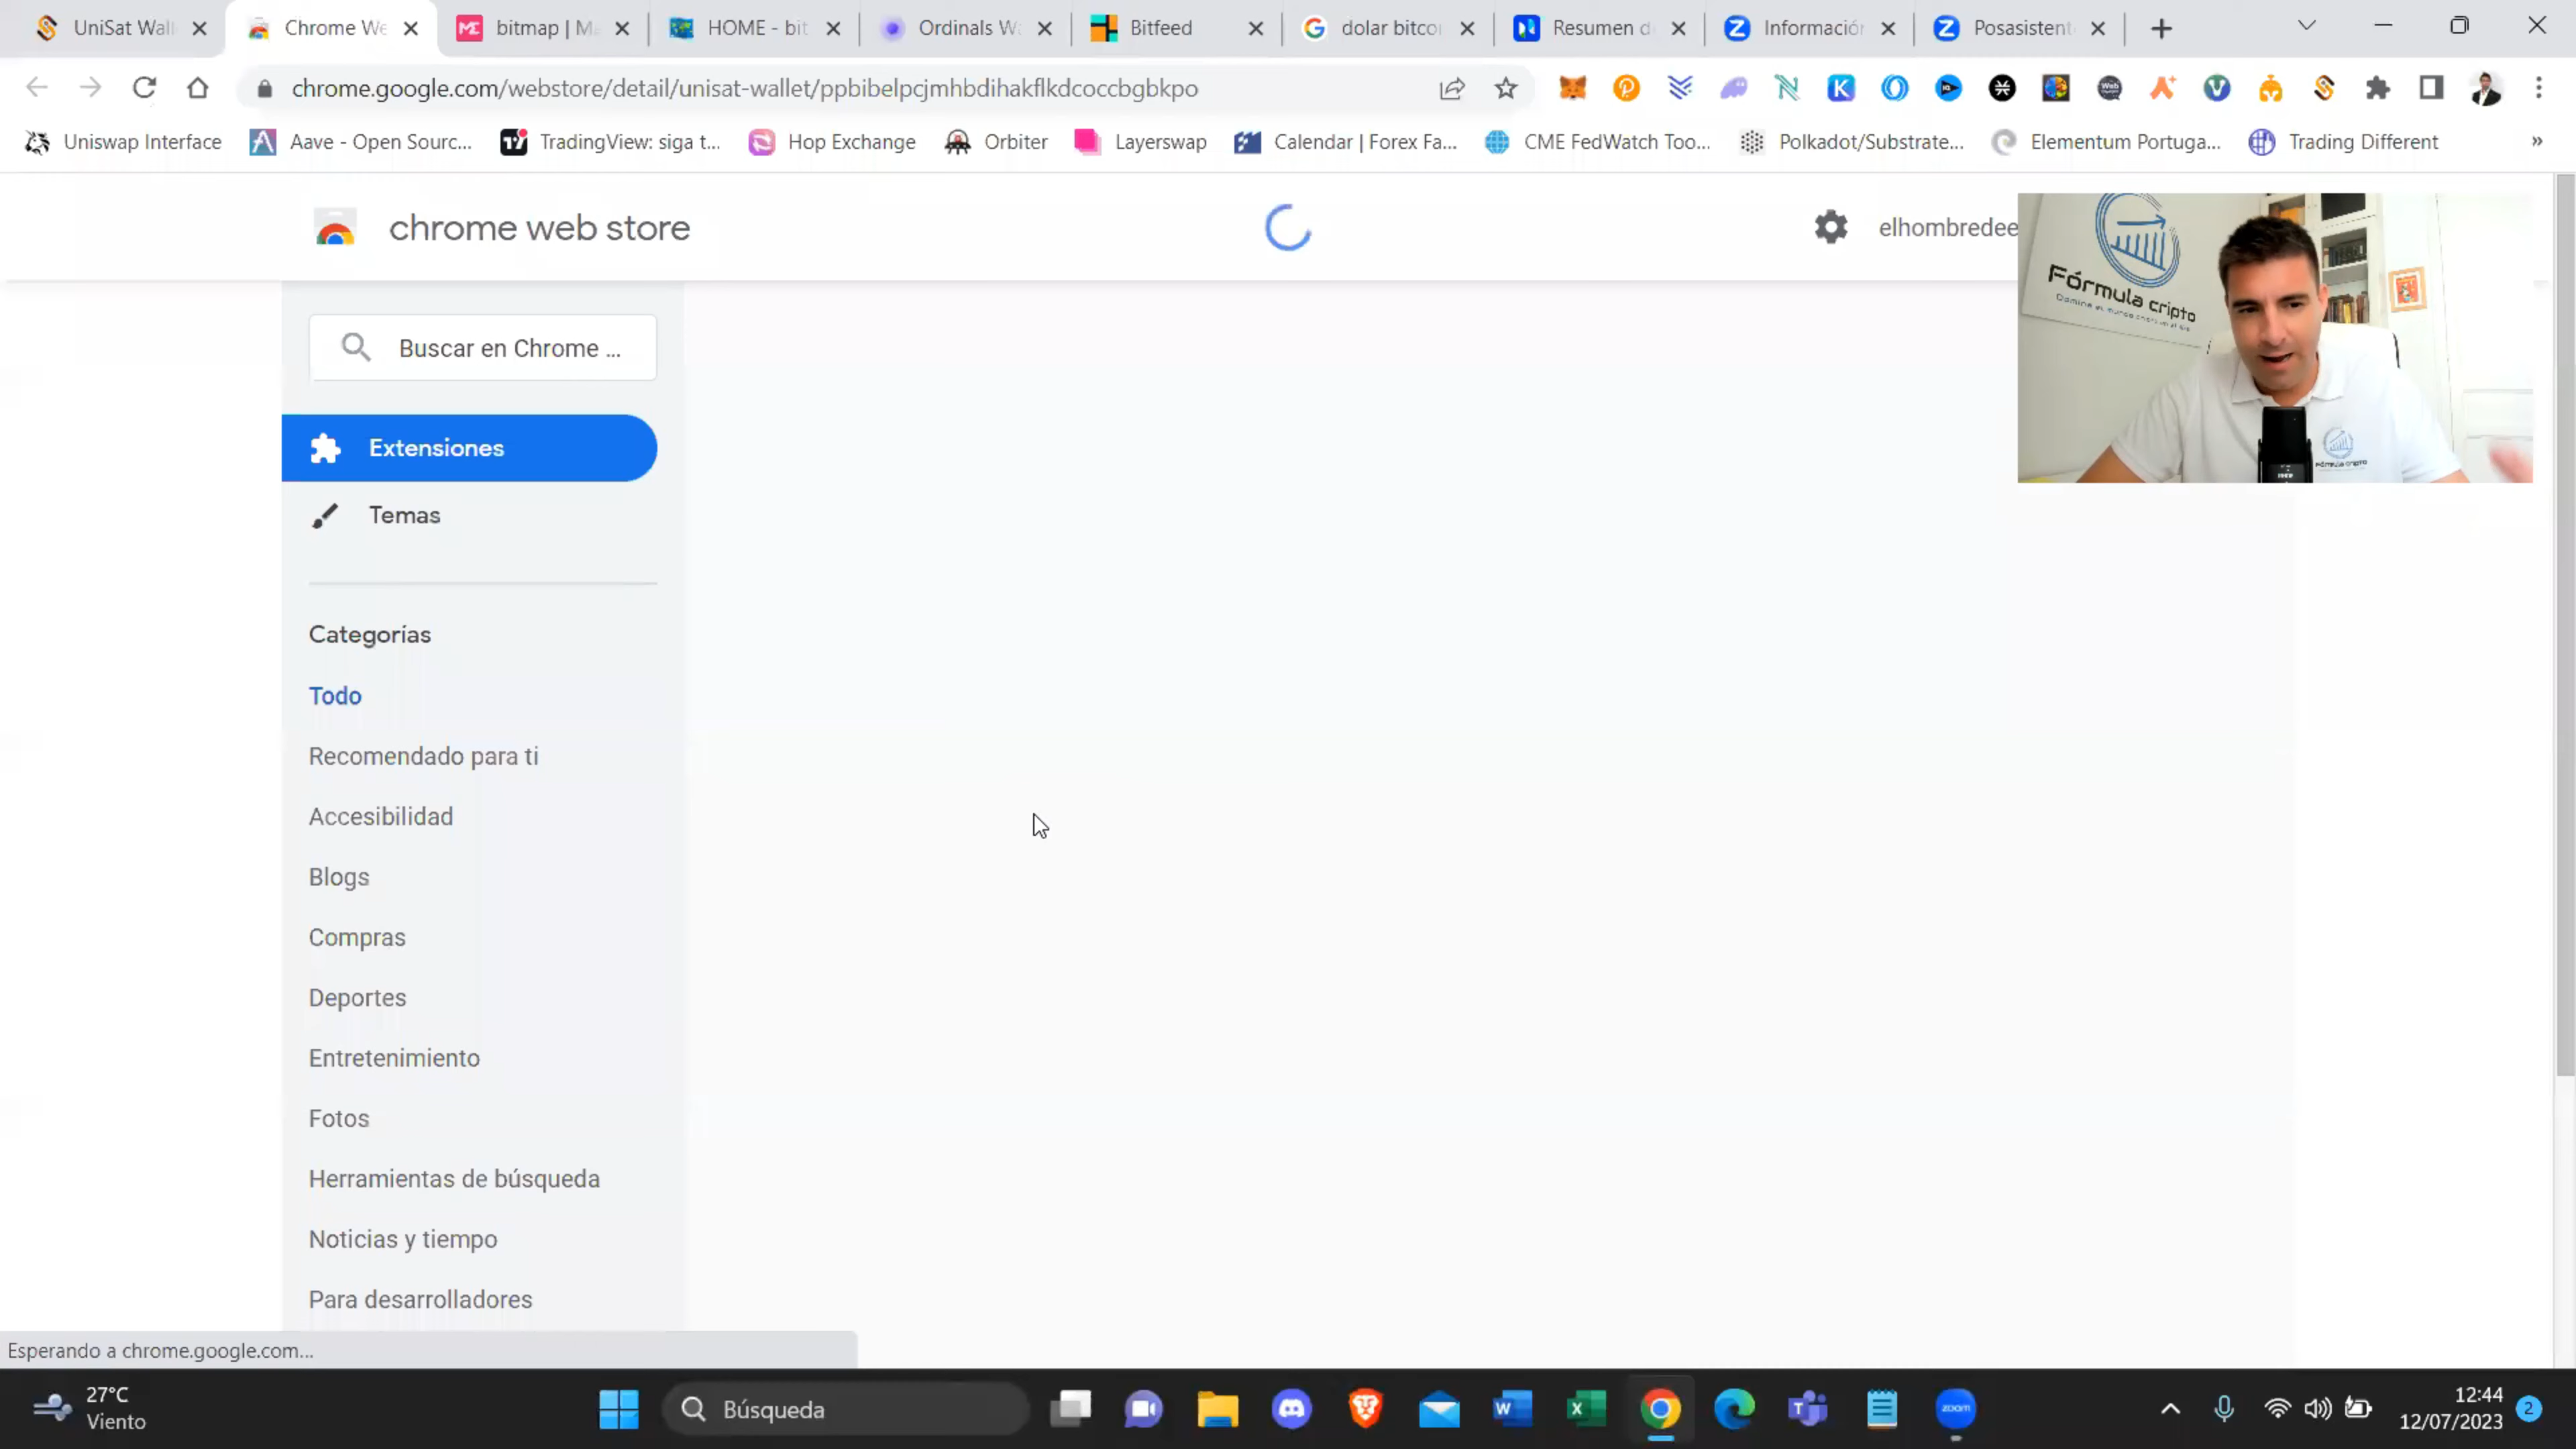 UniSat Wall
Chrome We
bitmap | Ma
HOME - bit
Ordinals W
Bitfeed
dolar bitco
Resumen d
Información
Posasistent
chrome.google.com/webstore/detail/unisat-wallet/ppbibelpcjmhbdihakflkdcoccbgbkpo
Uniswap Interface
Aave - Open Sourc...
TradingView: siga t...
Hop Exchange
Orbiter
Layerswap
Calendar | Forex Fa...
CME FedWatch Too...
Polkadot/Substrate...
Elementum Portuga...
Trading Different
»
chrome web store
elhombredee
Fórmula cripto
Buscar en Chrome ...
Extensiones
Temas
Categorías
Todo
Recomendado para ti
Accesibilidad
Blogs
Compras
Deportes
Entretenimiento
Fotos
Herramientas de búsqueda
Noticias y tiempo
Para desarrolladores
Esperando a chrome.google.com...
27°C
Viento
Búsqueda
zoom
12:44
12/07/2023
2